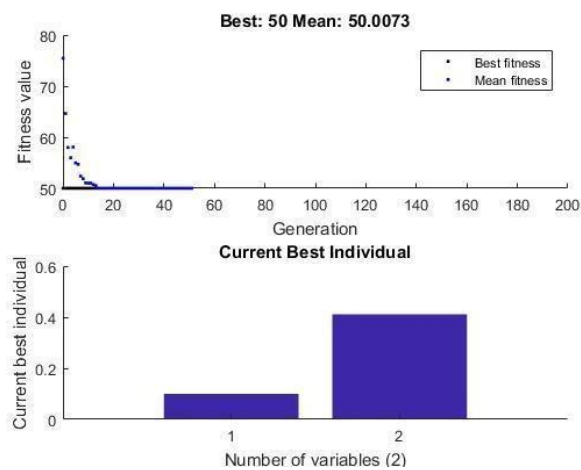 Best: 50 Mean: 50.0073
80
70
60
50
Fitness value
Best fitness
Mean fitness
0 20 40 60 80 100 120 140 160 180 200
Generation
Current Best Individual
0.6
0.4
0.2
0
Current best individual
1 2
Number of variables (2)